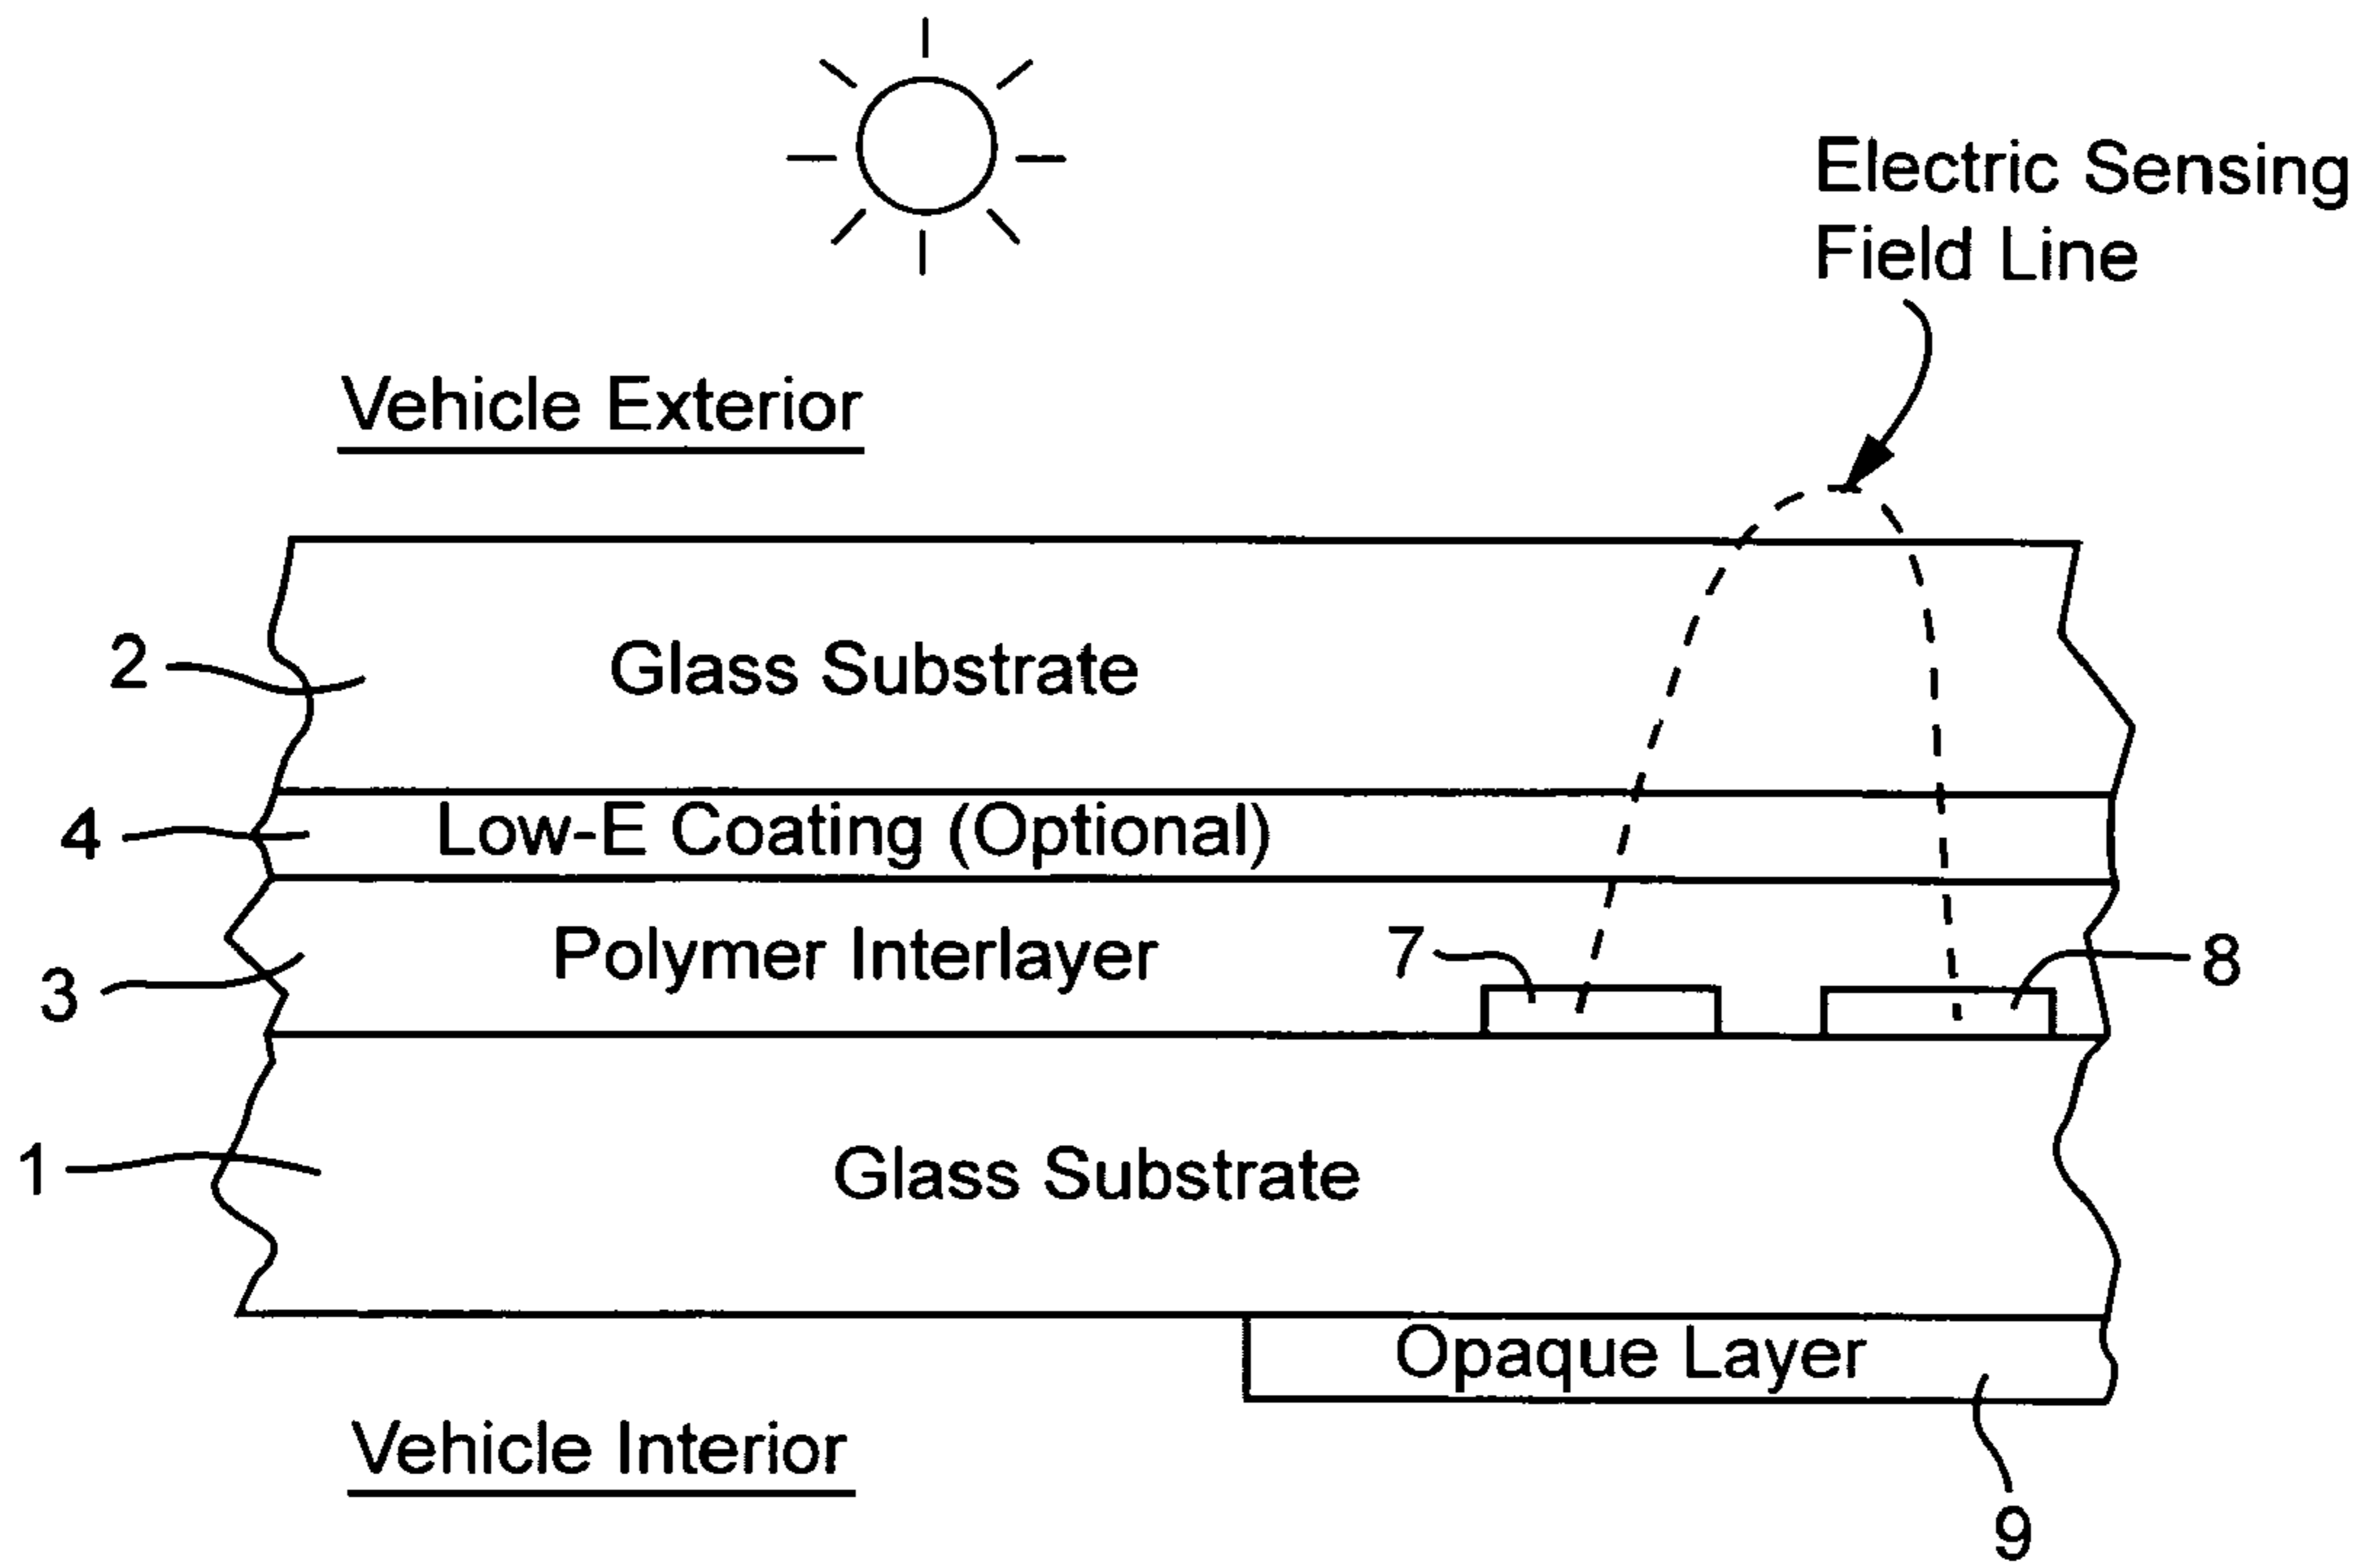 Electric Sensing
Field Line
Vehicle Exterior
2
Glass Substrate
4
Low-E Coating (Optional)
3
Polymer Interlayer
7
8
1
Glass Substrate
Opaque Layer
Vehicle Interior
9